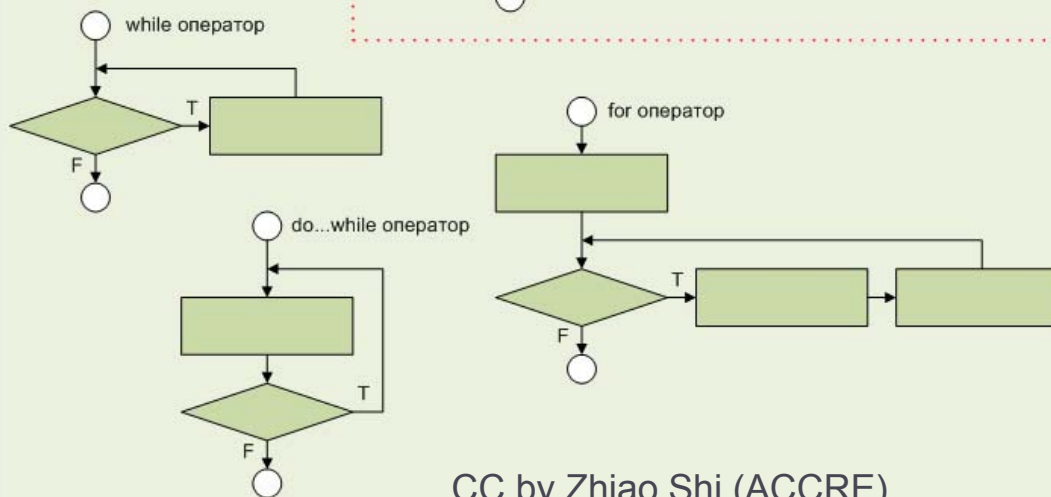 while оператор
T
F
for оператор
do...while оператор
T
F
T
F
CC by Zhiao Shi (ACCRE)